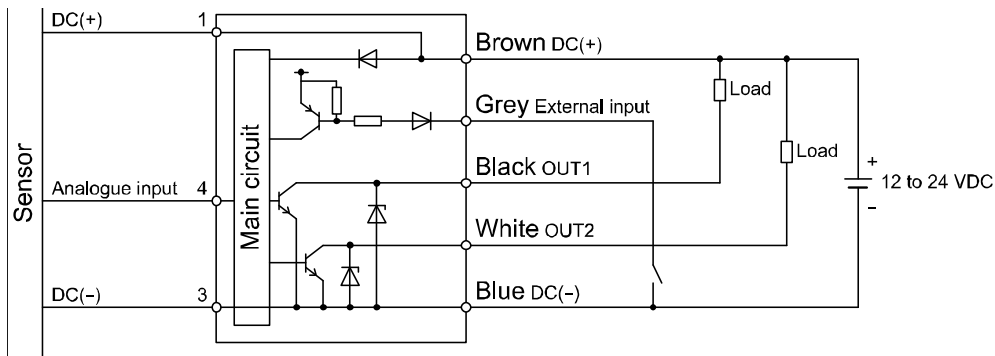 DC(+) 1
Brown DC(+)
Load
Grey External input
Load
Sensor
Main circuit
Analogue input 4
Black OUT1
+
12 to 24 VDC
−
White OUT2
DC(−) 3
Blue DC(−)